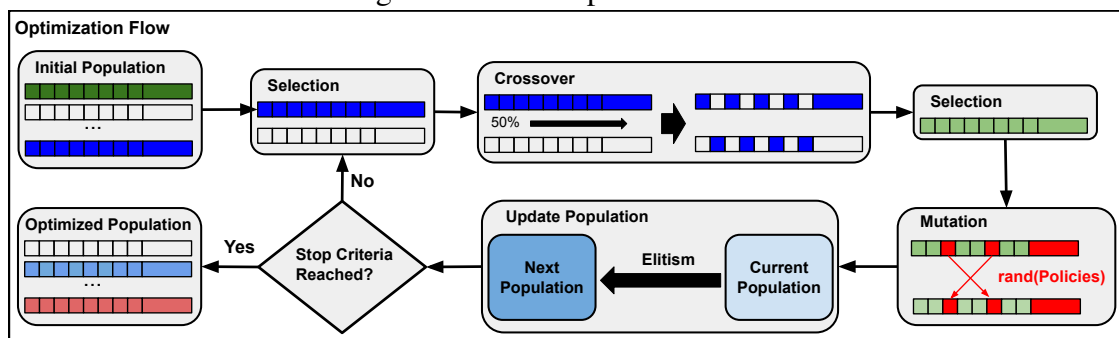 Optimization Flow
Initial Population
...
Selection
Crossover
50%
Selection
No
Optimized Population
...
Yes
Stop Criteria
Reached?
Update Population
Next
Population
Elitism
Current
Population
Mutation
rand(Policies)